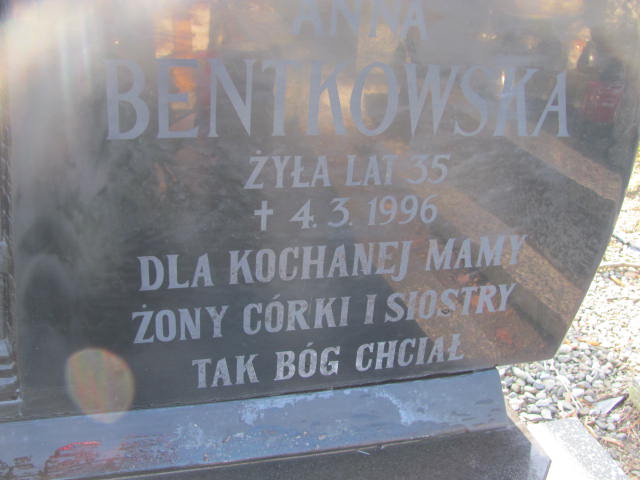 ANNA
BENTKOWSKA
ŻYŁA LAT 35
† 4. 3. 1996
DLA KOCHANEJ MAMY
ŻONY CÓRKI I SIOSTRY
TAK BÓG CHCIAŁ